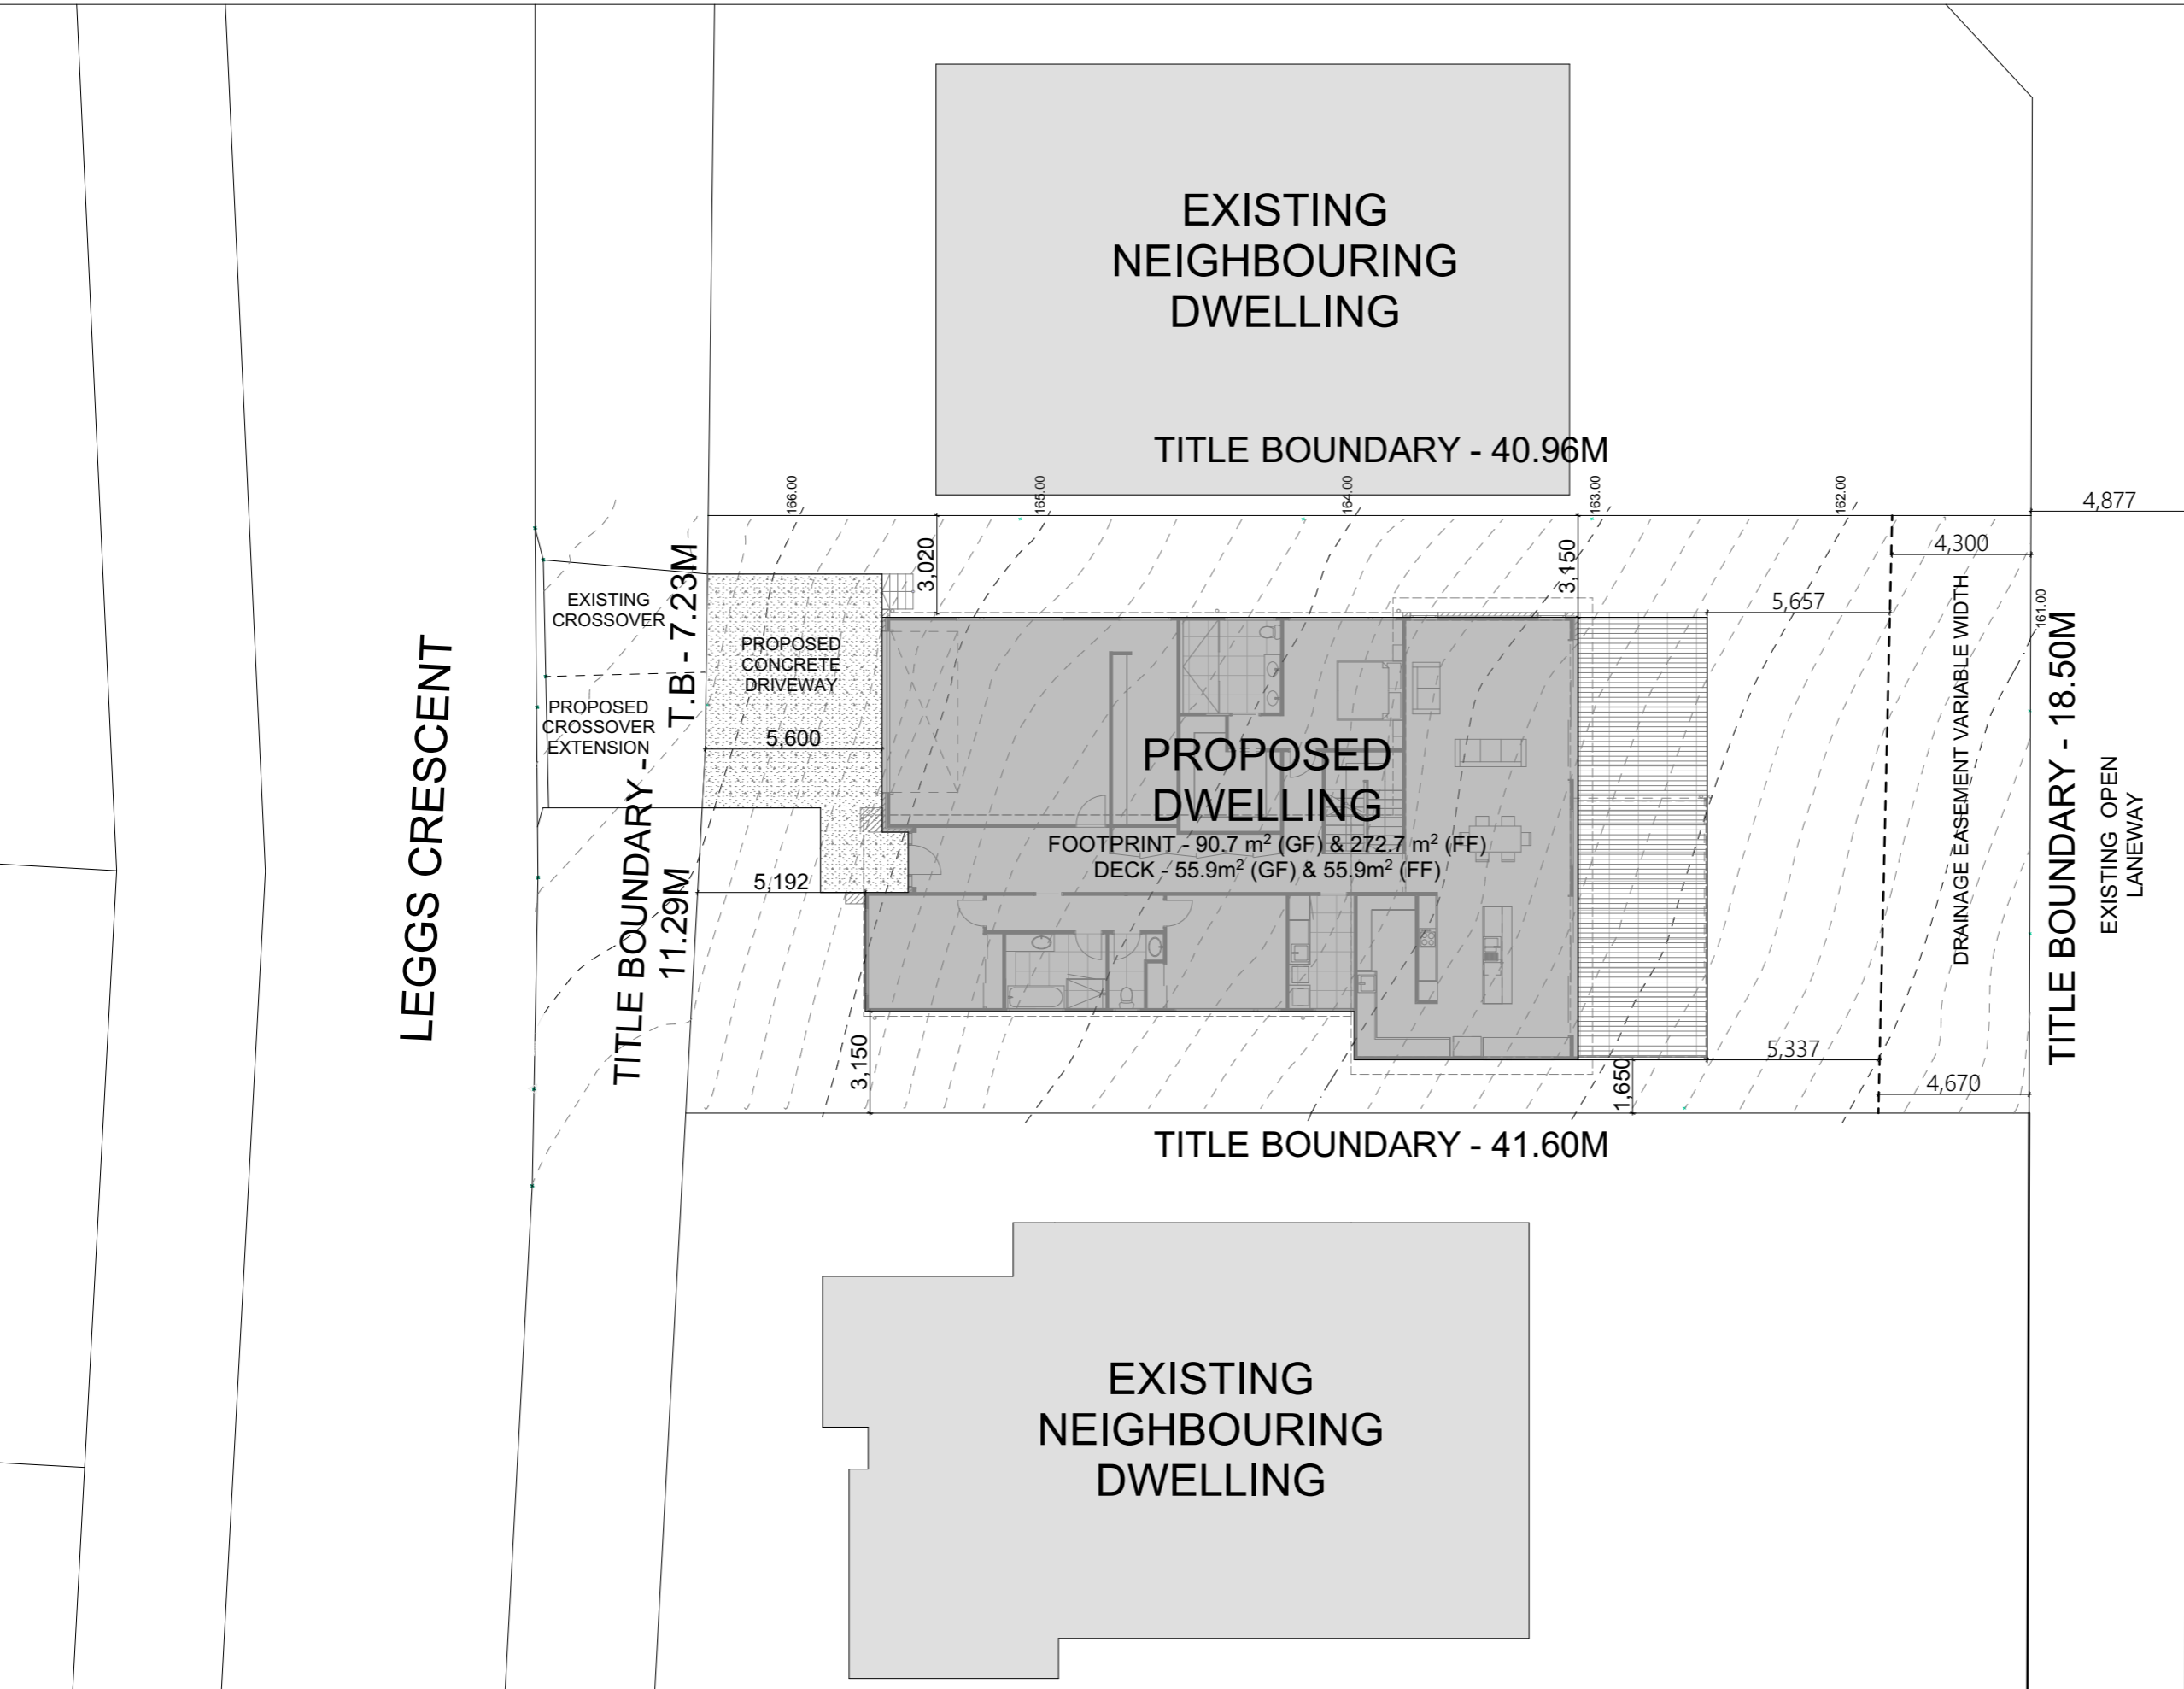 EXISTING
NEIGHBOURING
DWELLING
TITLE BOUNDARY - 40.96M
166.00
165.00
164.00
163.00
162.00
4,877
3,020
3,150
4,300
5,657
EXISTING
CROSSOVER
T.B - 7.23M
PROPOSED
CONCRETE
DRIVEWAY
PROPOSED
CROSSOVER
EXTENSION
5,600
LEGGS CRESCENT
TITLE BOUNDARY -
11.29M
5,192
PROPOSED
DWELLING
FOOTPRINT - 90.7 m² (GF) & 272.7 m² (FF)
DECK - 55.9m² (GF) & 55.9m² (FF)
DRAINAGE EASEMENT VARIABLE WIDTH
161.00
TITLE BOUNDARY - 18.50M
EXISTING OPEN
LANEWAY
3,150
1,650
5,337
4,670
TITLE BOUNDARY - 41.60M
EXISTING
NEIGHBOURING
DWELLING